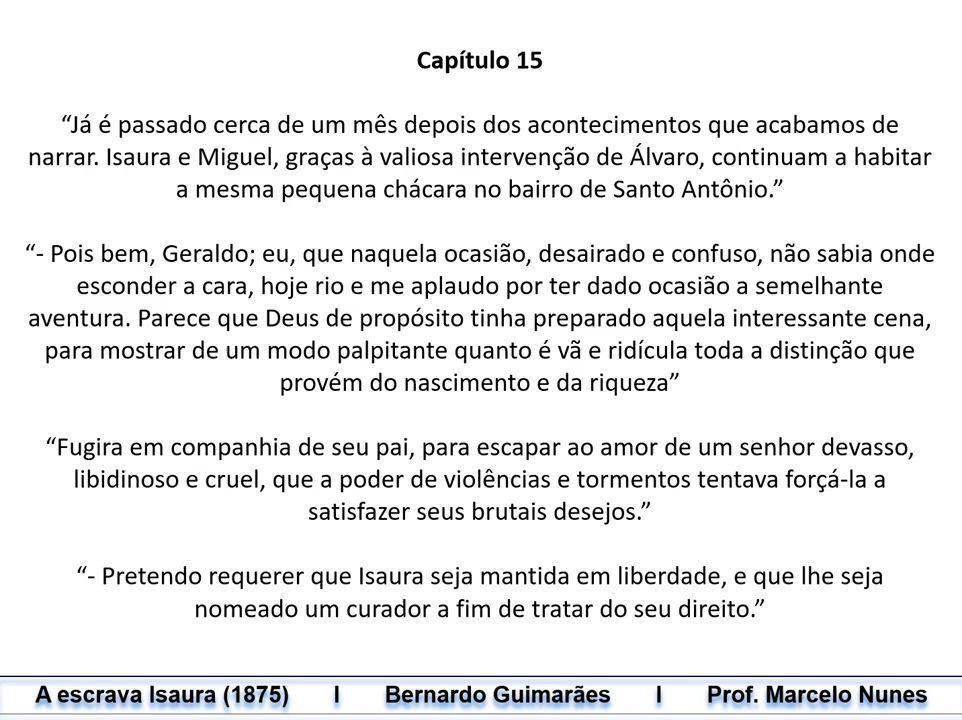 Capítulo 15
“Já é passado cerca de um mês depois dos acontecimentos que acabamos de
narrar. Isaura e Miguel, graças à valiosa intervenção de Álvaro, continuam a habitar
a mesma pequena chácara no bairro de Santo Antônio.”
“- Pois bem, Geraldo; eu, que naquela ocasião, desairado e confuso, não sabia onde
esconder a cara, hoje rio e me aplaudo por ter dado ocasião a semelhante
aventura. Parece que Deus de propósito tinha preparado aquela interessante cena,
para mostrar de um modo palpitante quanto é vã e ridícula toda a distinção que
provém do nascimento e da riqueza”
“Fugira em companhia de seu pai, para escapar ao amor de um senhor devasso,
libidinoso e cruel, que a poder de violências e tormentos tentava forçá-la a
satisfazer seus brutais desejos.”
“- Pretendo requerer que Isaura seja mantida em liberdade, e que lhe seja
nomeado um curador a fim de tratar do seu direito.”
A escrava Isaura (1875) I Bernardo Guimarães I Prof. Marcelo Nunes